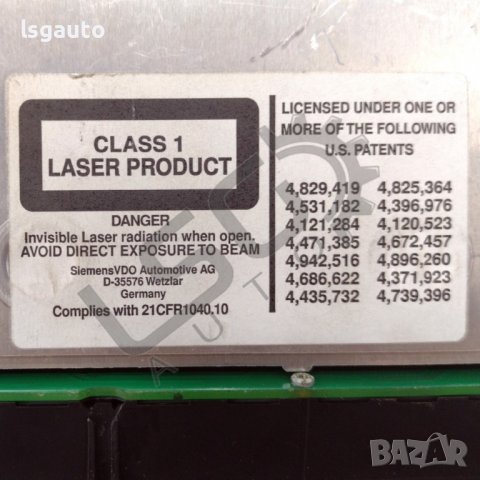 lsgauto
CLASS 1
LASER PRODUCT
DANGER
Invisible Laser radiation when open.
AVOID DIRECT EXPOSURE TO BEAM
SiemensVDO Automotive AG
D-35576 Wetzlar
Germany
Complies with 21CFR1040.10
LICENSED UNDER ONE OR
MORE OF THE FOLLOWING
U.S. PATENTS
4,829,419 4,825,364
4,531,182 4,396,976
4,121,284 4,120,523
4,471,385 4,672,457
4,942,516 4,896,260
4,686,622 4,371,923
4,435,732 4,739,396
LSG
AUTO
BAZAR